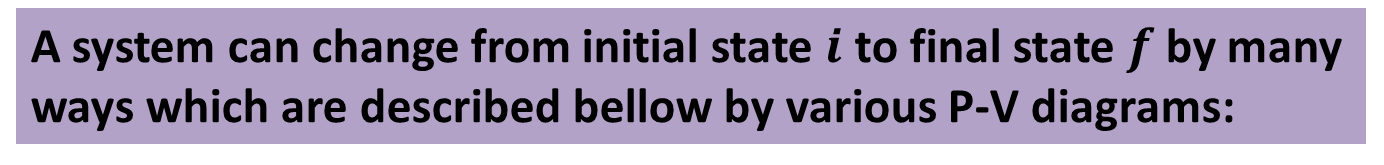 A system can change from initial state i to final state f by many
ways which are described bellow by various P-V diagrams: